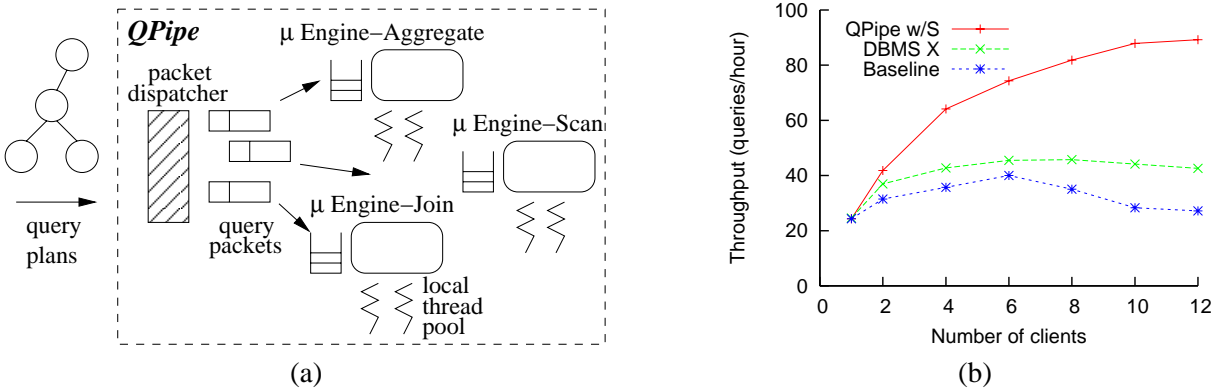 QPipe
μ Engine–Aggregate
packet
dispatcher
μ Engine–Scan
μ Engine–Join
query
plans
query
packets
local
thread
pool
(a)
QPipe w/S
DBMS X
Baseline
Throughput (queries/hour)
100
80
60
40
20
0
0 2 4 6 8 10 12
Number of clients
(b)